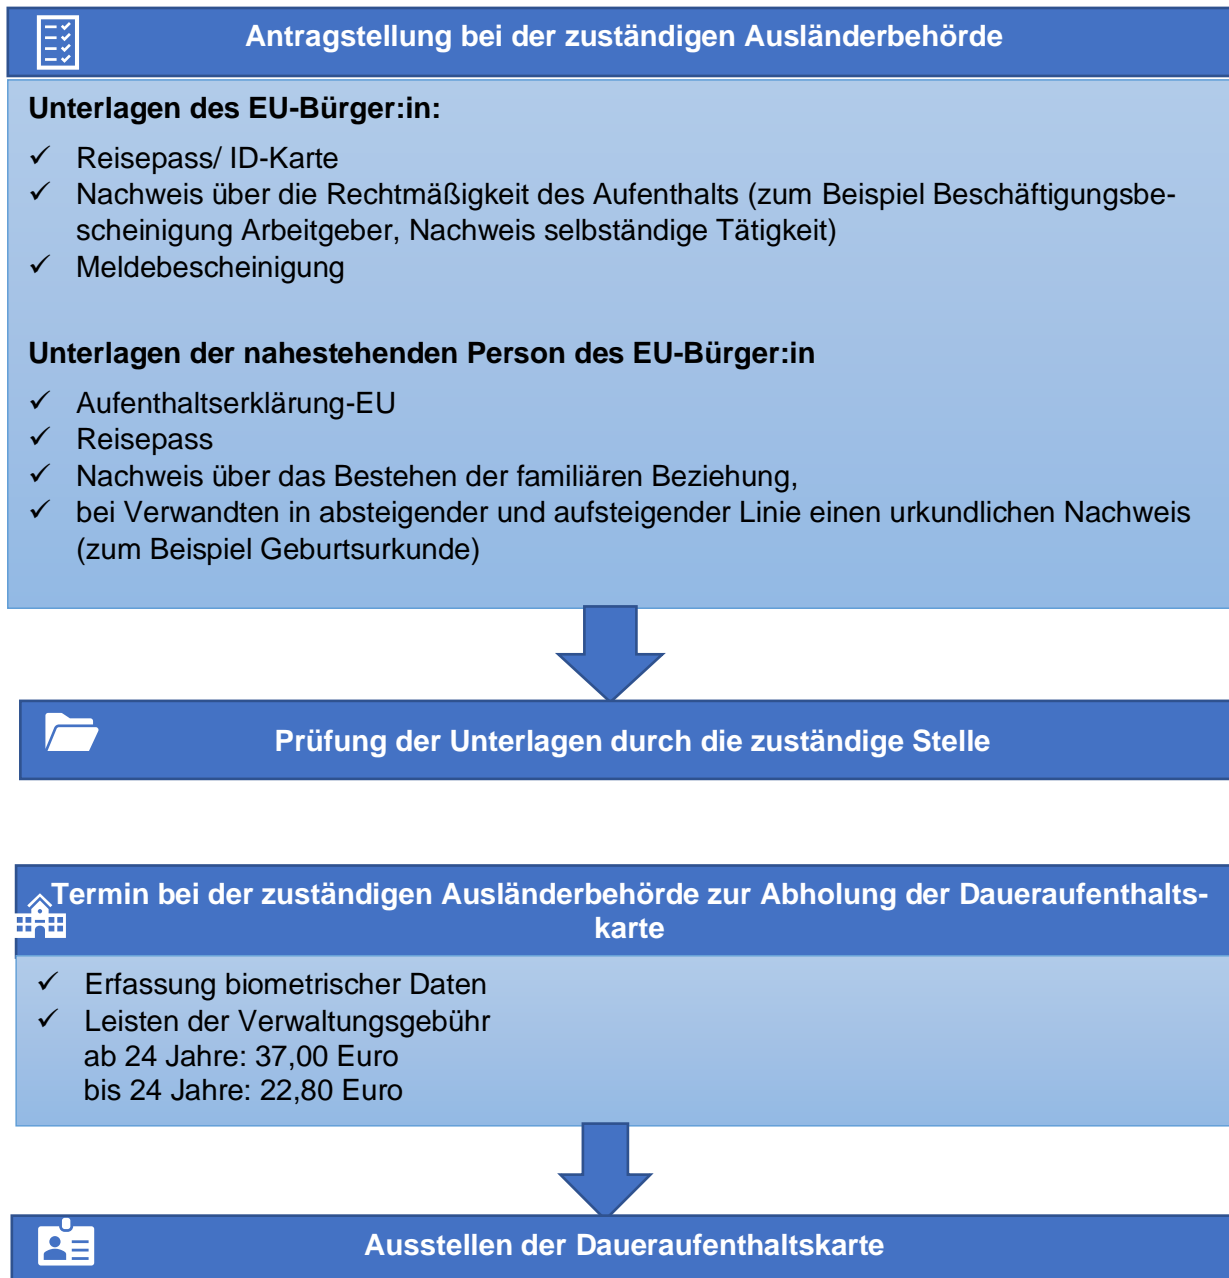 Antragstellung bei der zuständigen Ausländerbehörde
Unterlagen des EU-Bürger:in:
✓ Reisepass/ ID-Karte
✓ Nachweis über die Rechtmäßigkeit des Aufenthalts (zum Beispiel Beschäftigungsbe-
scheinigung Arbeitgeber, Nachweis selbständige Tätigkeit)
✓ Meldebescheinigung
Unterlagen der nahestehenden Person des EU-Bürger:in
✓ Aufenthaltserklärung-EU
✓ Reisepass
✓ Nachweis über das Bestehen der familiären Beziehung,
✓ bei Verwandten in absteigender und aufsteigender Linie einen urkundlichen Nachweis
(zum Beispiel Geburtsurkunde)
Prüfung der Unterlagen durch die zuständige Stelle
Termin bei der zuständigen Ausländerbehörde zur Abholung der Daueraufenthalts-
karte
✓ Erfassung biometrischer Daten
✓ Leisten der Verwaltungsgebühr
ab 24 Jahre: 37,00 Euro
bis 24 Jahre: 22,80 Euro
Ausstellen der Daueraufenthaltskarte